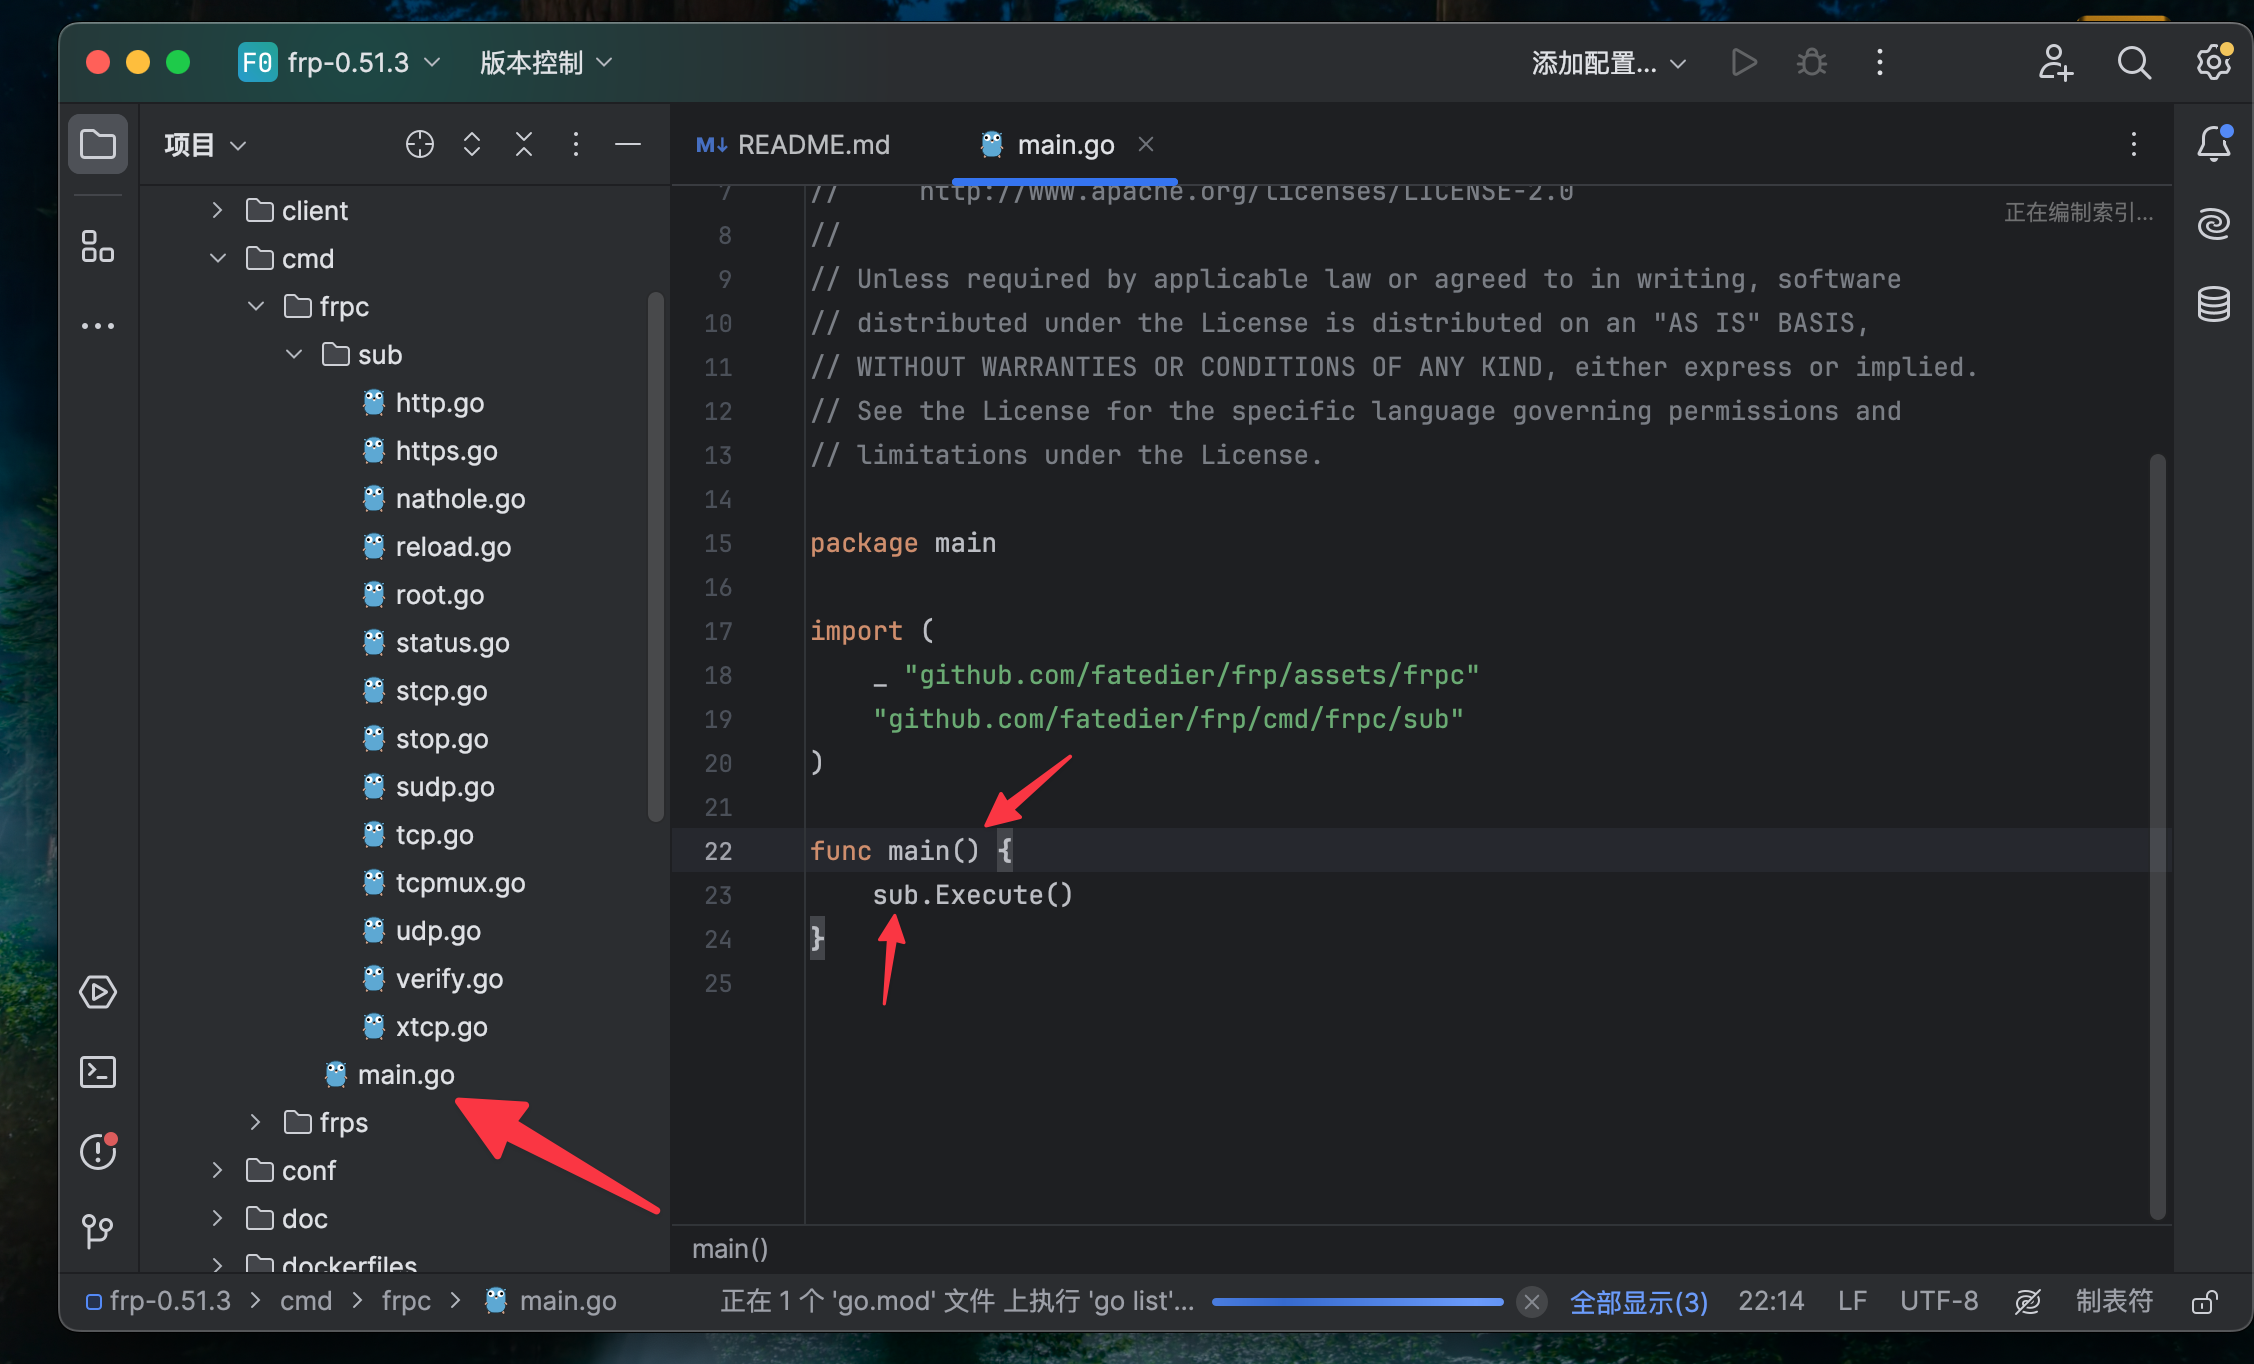 F0 frp-0.51.3 版本控制 添加配置...
项目
README.md main.go
client
cmd
frpc
sub
http.go
https.go
nathole.go
reload.go
root.go
status.go
stcp.go
stop.go
sudp.go
tcp.go
tcpmux.go
udp.go
verify.go
xtcp.go
main.go
frps
conf
doc
dockerfiles
正在编制索引...
7 // http://www.apache.org/licenses/LICENSE-2.0
8 //
9 // Unless required by applicable law or agreed to in writing, software
10 // distributed under the License is distributed on an "AS IS" BASIS,
11 // WITHOUT WARRANTIES OR CONDITIONS OF ANY KIND, either express or implied.
12 // See the License for the specific language governing permissions and
13 // limitations under the License.
14
15 package main
16
17 import (
18 _ "github.com/fatedier/frp/assets/frpc"
19 "github.com/fatedier/frp/cmd/frpc/sub"
20 )
21
22 func main() {
23 sub.Execute()
24 }
25
main()
frp-0.51.3 > cmd > frpc > main.go 正在 1 个 'go.mod' 文件 上执行 'go list'... 全部显示(3) 22:14 LF UTF-8 制表符